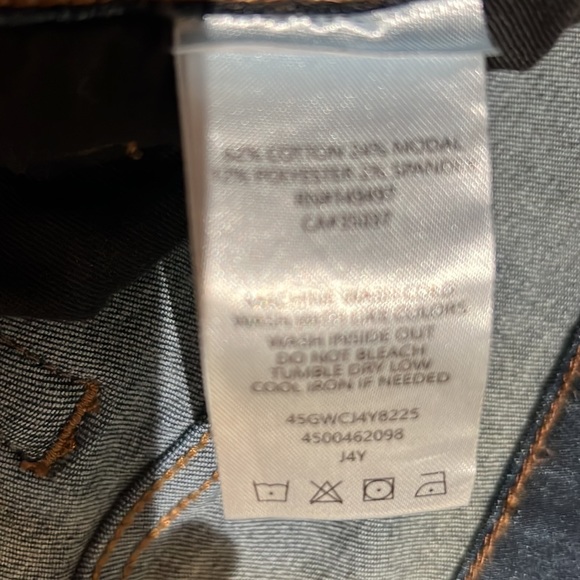 62% COTTON 24% MODAL
12% POLYESTER 2% SPANDEX
MACHINE WASH COLD
WASH WITH LIKE COLORS
WASH INSIDE OUT
DO NOT BLEACH
TUMBLE DRY LOW
COOL IRON IF NEEDED
45GWCJ4Y8225
4500462098
J4Y